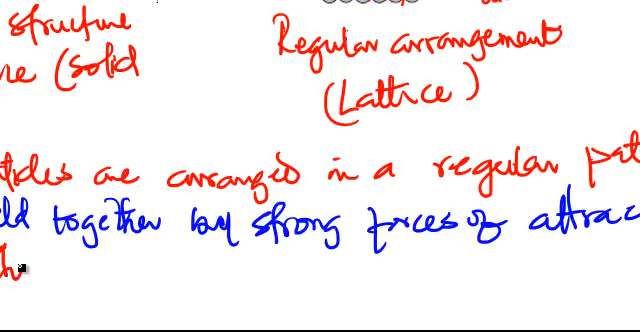 structure Regular arrangement
(solid (Lattice)
are arranged in a regular
together by strong forces of